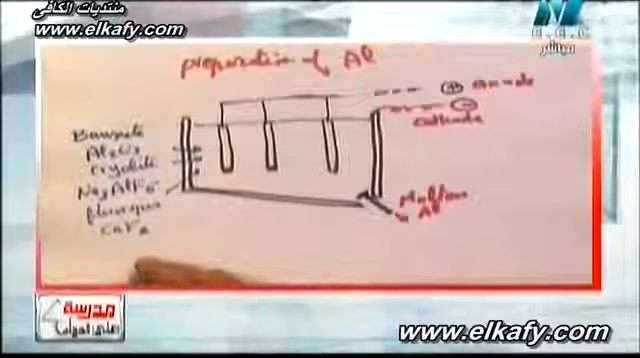 منتديات الكافي
www.elkafy.com
مباشر
preparation of Al
⊕ anode
⊖ cathode
Bauxite
Al2O3
cryolite
Na3AlF6
CaF2
Molten
Al
مدرسة
على الهواء
www.elkafy.com